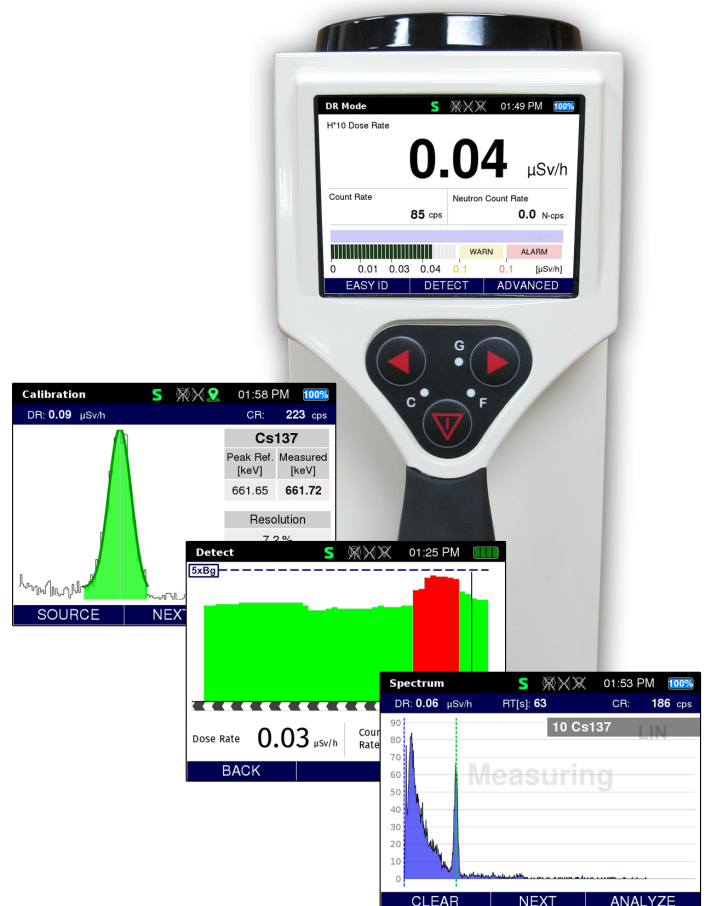 DR Mode S 01:49 PM 100%
H*10 Dose Rate
0.04 µSv/h
Count Rate Neutron Count Rate
85 cps 0.0 N-cps
WARN ALARM
0 0.01 0.03 0.04 0.1 0.1 [µSv/h]
EASY ID DETECT ADVANCED
G
C F
Calibration S 01:58 PM 100%
DR: 0.09 µSv/h CR: 223 cps
Cs137
Peak Ref. Measured
[keV] [keV]
661.65 661.72
Resolution
7.2 %
SOURCE NEXT
Detect S 01:25 PM
5xBg
Dose Rate 0.03 µSv/h
Rate
BACK
Spectrum S 01:53 PM 100%
DR: 0.06 µSv/h RT[s]: 63 CR: 186 cps
90
10 Cs137 LIN
80
70
Measuring
60
50
40
30
20
10
0
CLEAR NEXT ANALYZE